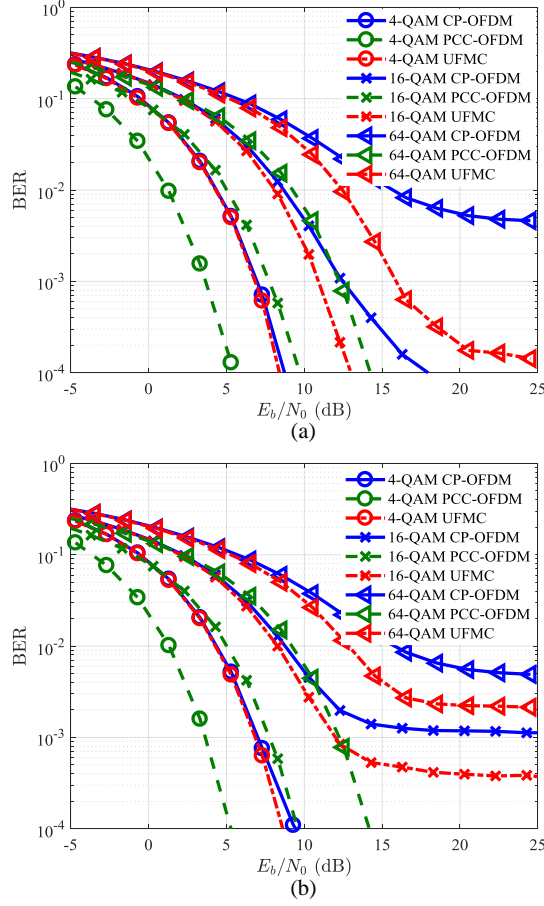 10^0
10^-1
10^-2
10^-3
10^-4
BER
4-QAM CP-OFDM
4-QAM PCC-OFDM
4-QAM UFMC
16-QAM CP-OFDM
16-QAM PCC-OFDM
16-QAM UFMC
64-QAM CP-OFDM
64-QAM PCC-OFDM
64-QAM UFMC
-5 0 5 10 15 20 25
E_b/N_0 (dB)
(a)
10^0
10^-1
10^-2
10^-3
10^-4
BER
4-QAM CP-OFDM
4-QAM PCC-OFDM
4-QAM UFMC
16-QAM CP-OFDM
16-QAM PCC-OFDM
16-QAM UFMC
64-QAM CP-OFDM
64-QAM PCC-OFDM
64-QAM UFMC
-5 0 5 10 15 20 25
E_b/N_0 (dB)
(b)